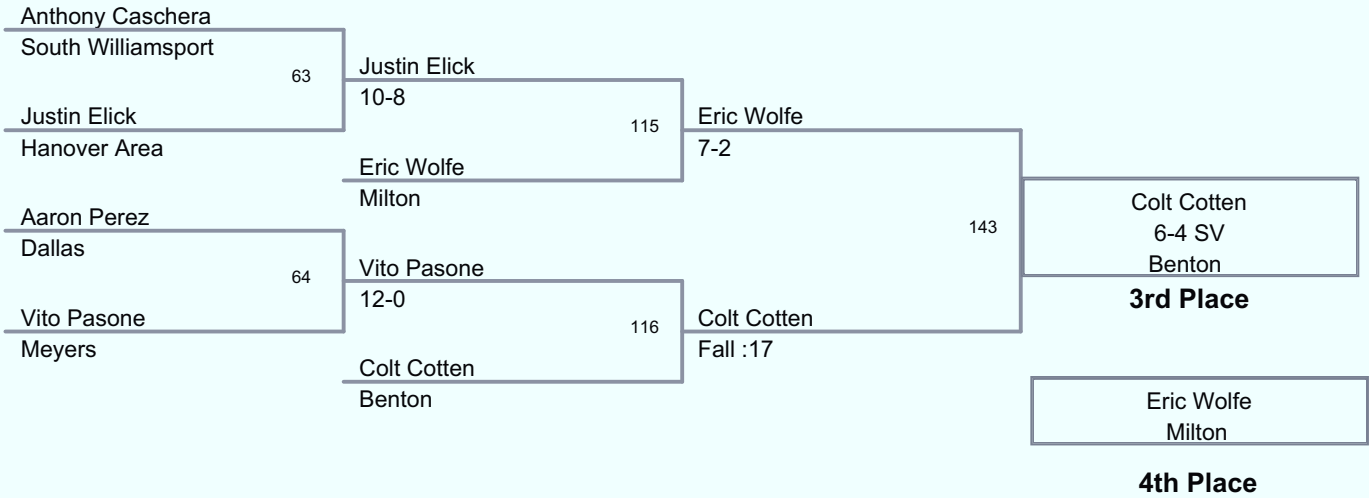 Anthony Caschera
South Williamsport
63
Justin Elick
Hanover Area
Justin Elick
10-8
115
Eric Wolfe
Milton
Eric Wolfe
7-2
Aaron Perez
Dallas
64
Vito Pasone
Meyers
Vito Pasone
12-0
116
Colt Cotten
Benton
Colt Cotten
Fall :17
143
Colt Cotten
6-4 SV
Benton
3rd Place
Eric Wolfe
Milton
4th Place